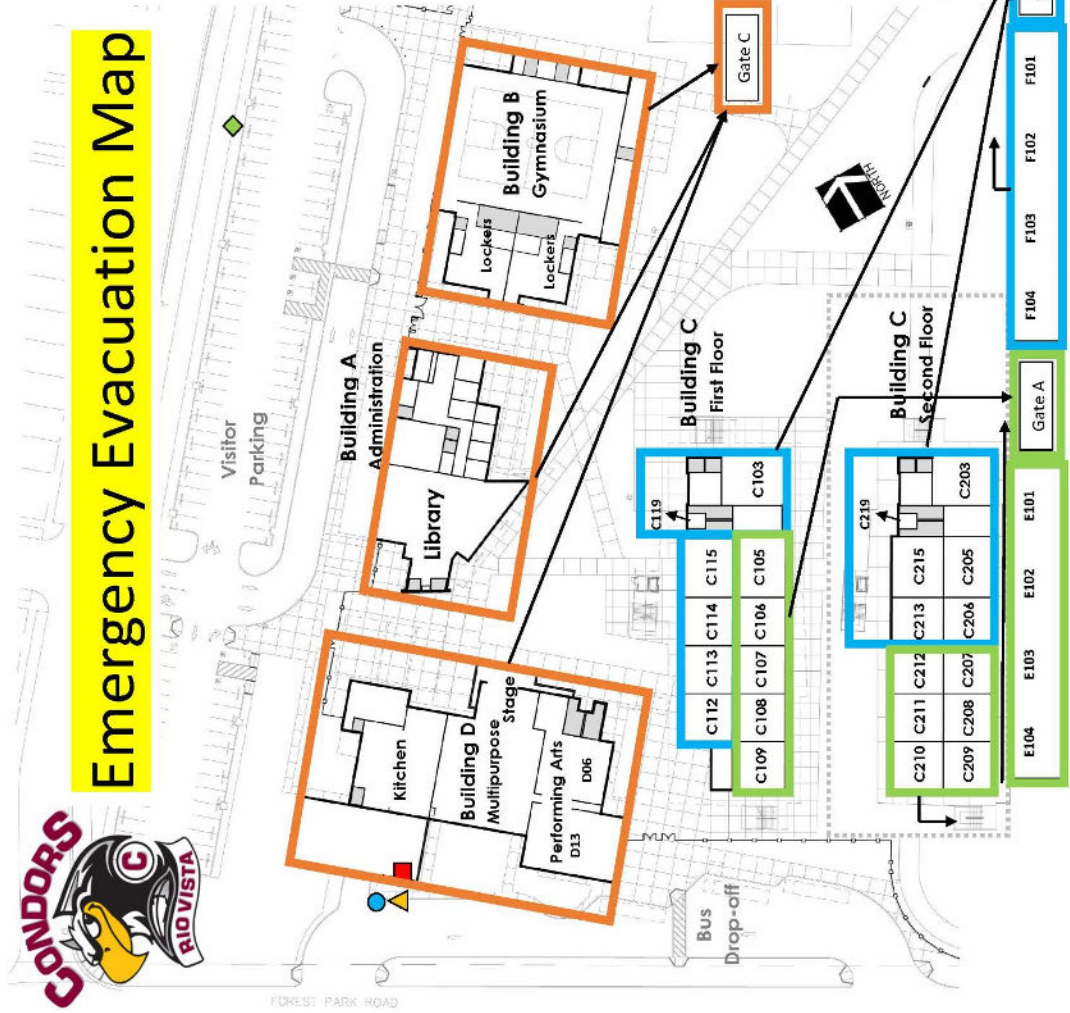 Emergency Evacuation Map
CONDORS
C
RIO VISTA
Visitor
Parking
FOREST PARK ROAD
Bus
Drop-off
Kitchen
Building D
Multipurpose
Stage
Performing Arts
D13
D06
Building A
Administration
Library
Building B
Gymnasium
Lockers
Lockers
Gate C
NORTH
Building C
First Floor
C119
C103
C112
C113
C114
C115
C109
C108
C107
C106
C105
Building C
Second Floor
C219
C203
C210
C211
C212
C213
C215
C209
C208
C207
C206
C205
E104
E103
E102
E101
Gate A
F104
F103
F102
F101